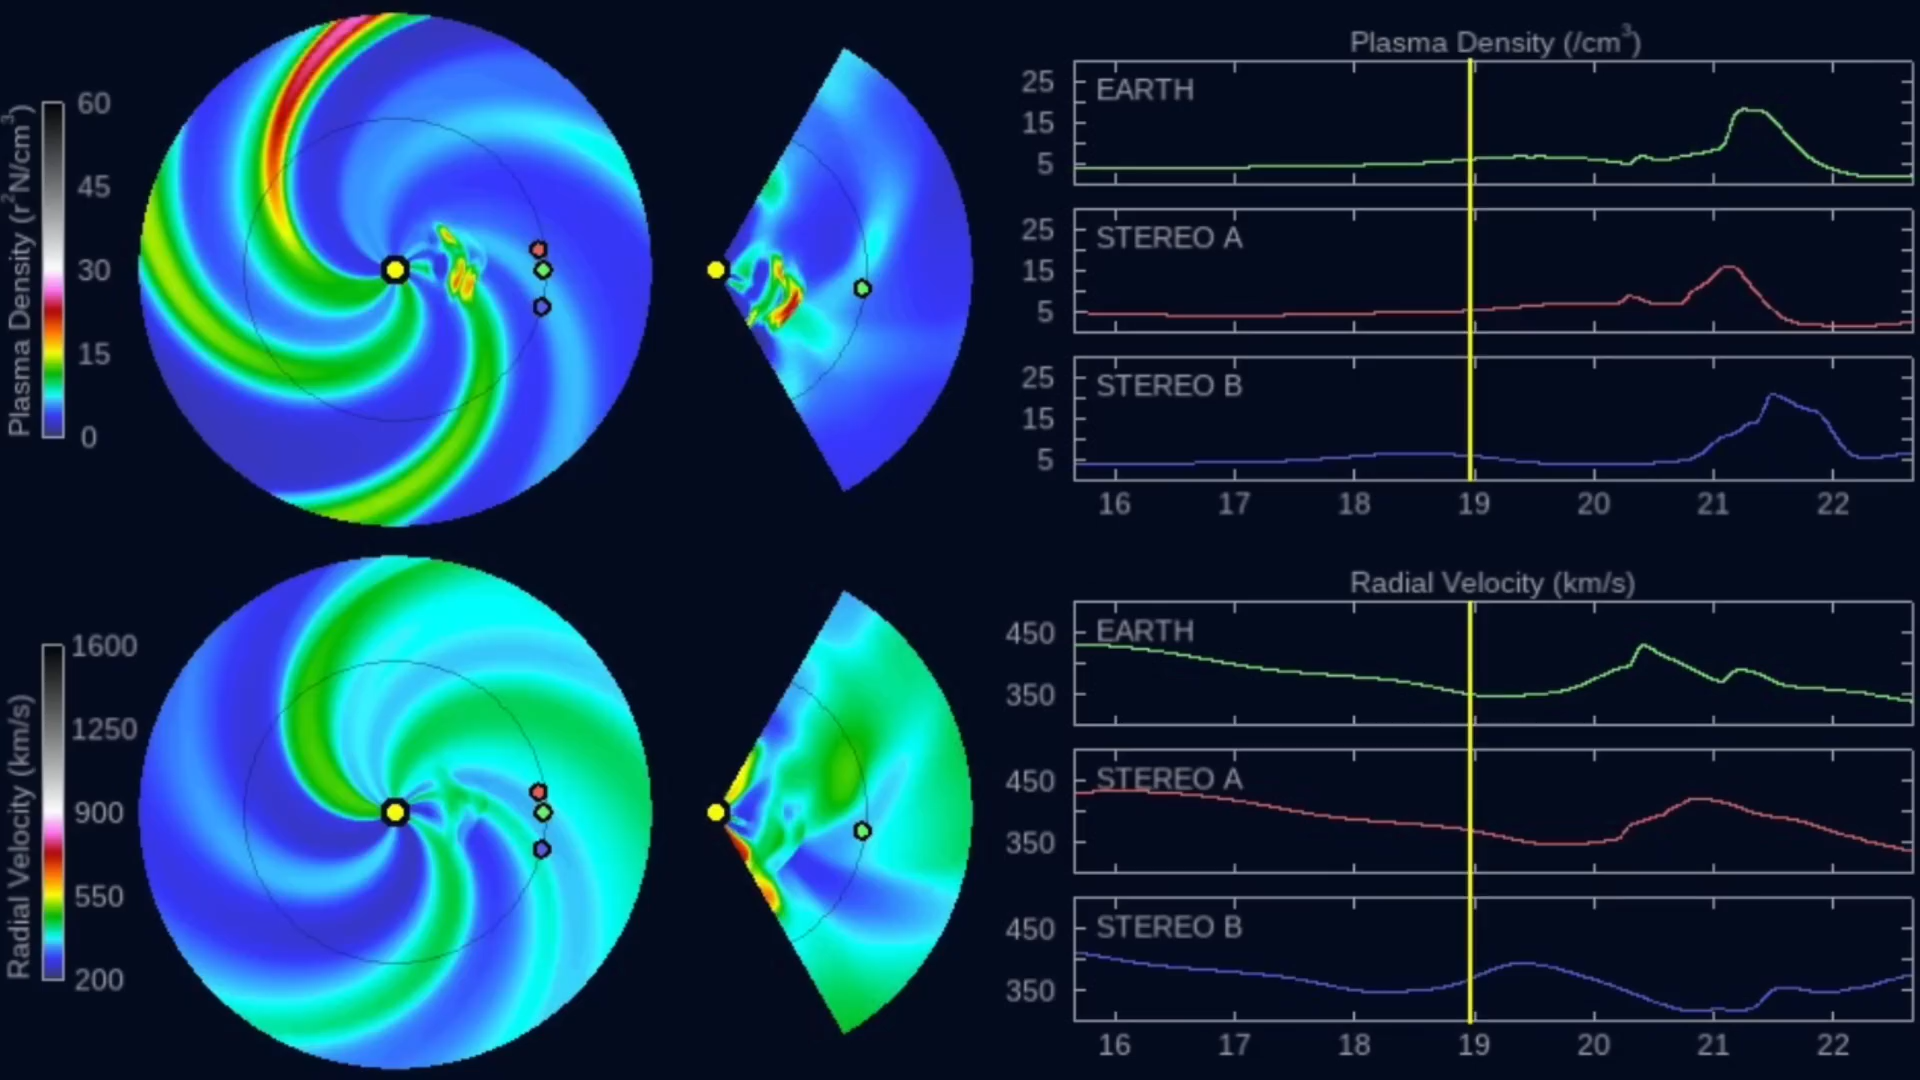 Plasma Density (r²N/cm³)
60
45
30
15
0
Plasma Density (/cm³)
25
15
5
EARTH
25
15
5
STEREO A
25
15
5
STEREO B
16 17 18 19 20 21 22
Radial Velocity (km/s)
1600
1250
900
550
200
Radial Velocity (km/s)
450
350
EARTH
450
350
STEREO A
450
350
STEREO B
16 17 18 19 20 21 22